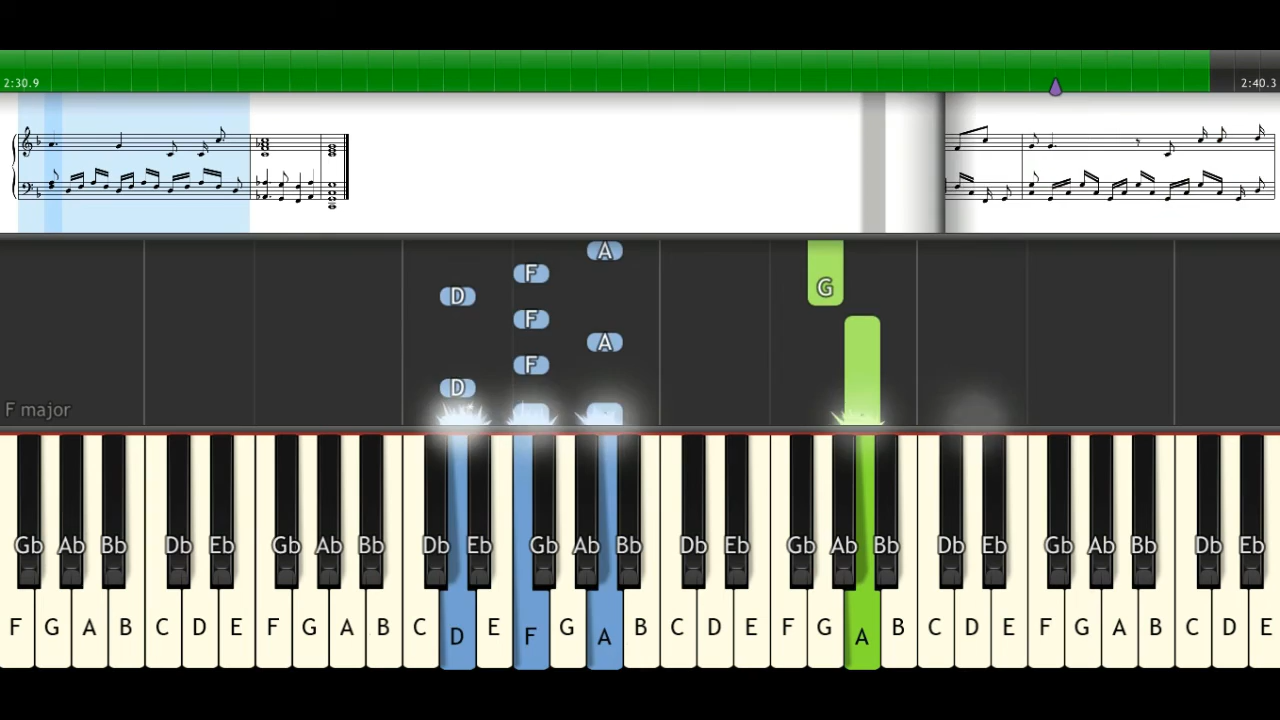 2:30.9 2:40.3
A
F
D G
F
A
F
D
F major
Gb Ab Bb Db Eb Gb Ab Bb Db Eb Gb Ab Bb Db Eb Gb Ab Bb Db Eb Gb Ab Bb Db Eb
F G A B C D E F G A B C D E F G A B C D E F G A B C D E F G A B C D E